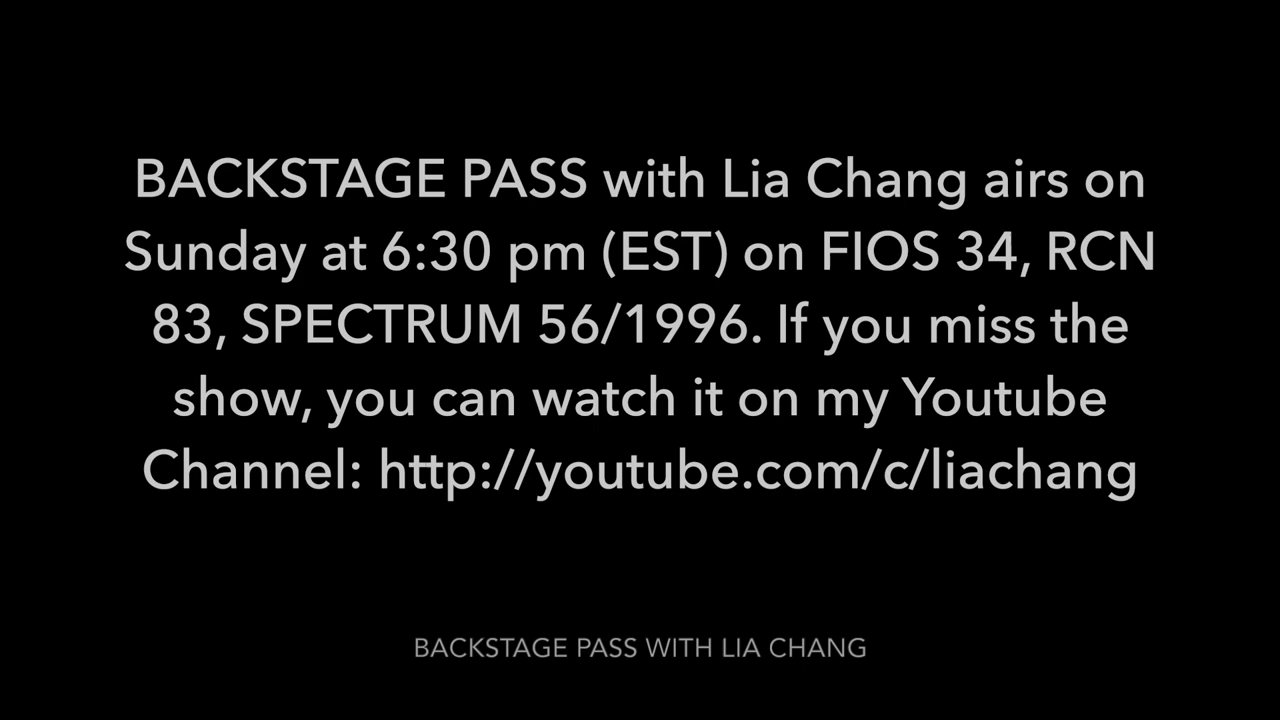 BACKSTAGE PASS with Lia Chang airs on
Sunday at 6:30 pm (EST) on FIOS 34, RCN
83, SPECTRUM 56/1996. If you miss the
show, you can watch it on my Youtube
Channel: http://youtube.com/c/liachang
BACKSTAGE PASS WITH LIA CHANG